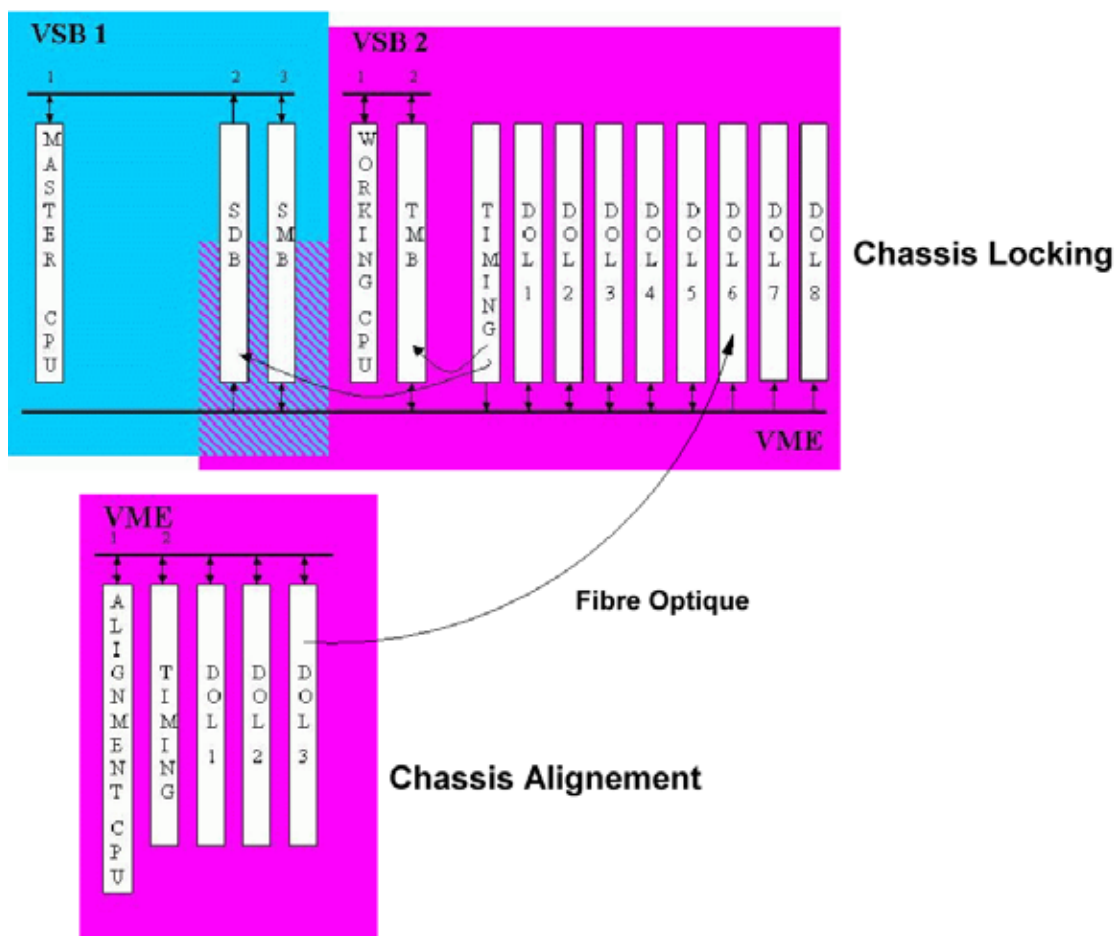 VSB 1
VSB 2
1 2 3 1 2
MASTER CPU
SDB
SMB
WORKING CPU
TMB
TIMING
DOL 1
DOL 2
DOL 3
DOL 4
DOL 5
DOL 6
DOL 7
DOL 8
Chassis Locking
VME
VME
1 2
ALIGNMENT CPU
TIMING
DOL 1
DOL 2
DOL 3
Fibre Optique
Chassis Alignement